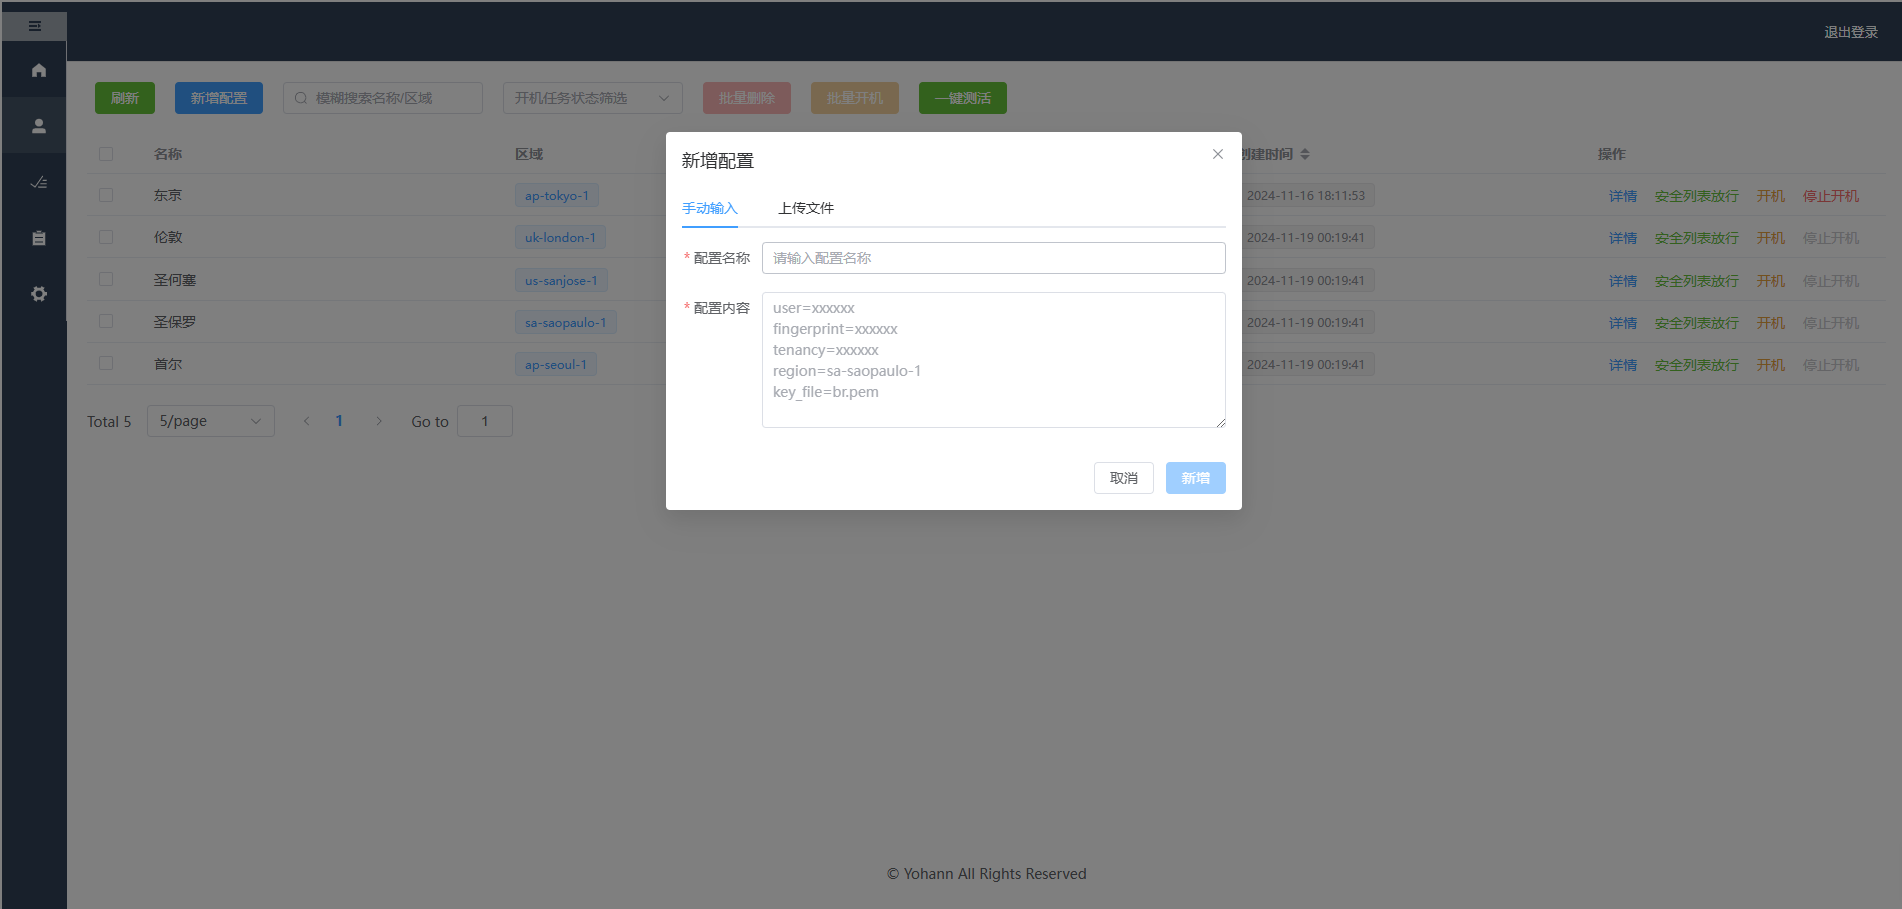 退出登录
刷新 新增配置 模糊搜索名称/区域 开机任务状态筛选 批量删除 批量开机 一键测活
名称 区域 创建时间 操作
东京 ap-tokyo-1 2024-11-16 18:11:53 详情 安全列表放行 开机 停止开机
伦敦 uk-london-1 2024-11-19 00:19:41 详情 安全列表放行 开机 停止开机
圣何塞 us-sanjose-1 2024-11-19 00:19:41 详情 安全列表放行 开机 停止开机
圣保罗 sa-saopaulo-1 2024-11-19 00:19:41 详情 安全列表放行 开机 停止开机
首尔 ap-seoul-1 2024-11-19 00:19:41 详情 安全列表放行 开机 停止开机
Total 5 5/page 1 Go to 1
新增配置
手动输入 上传文件
* 配置名称 请输入配置名称
* 配置内容 user=xxxxxx
fingerprint=xxxxxx
tenancy=xxxxxx
region=sa-saopaulo-1
key_file=br.pem
取消 新增
© Yohann All Rights Reserved